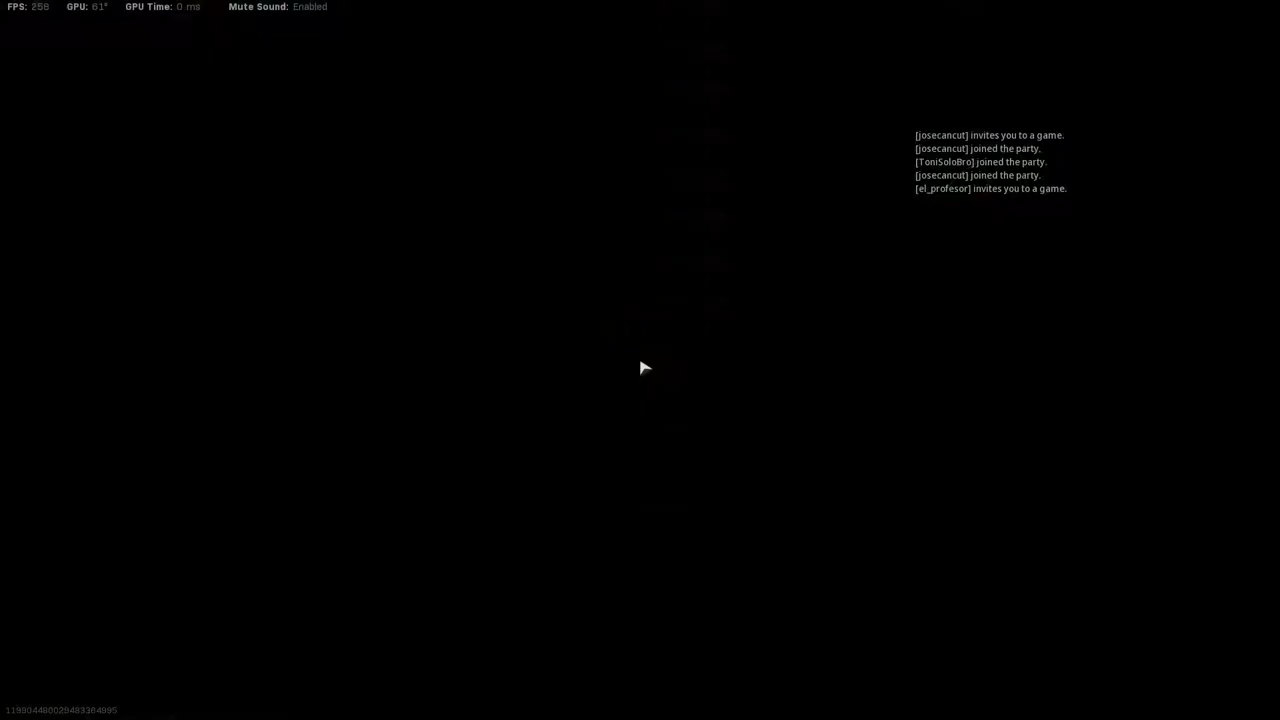 FPS: 258 GPU: 61° GPU Time: 0 ms Mute Sound: Enabled
[josecancut] invites you to a game.
[josecancut] joined the party.
[ToniSoloBro] joined the party.
[josecancut] joined the party.
[el_profesor] invites you to a game.